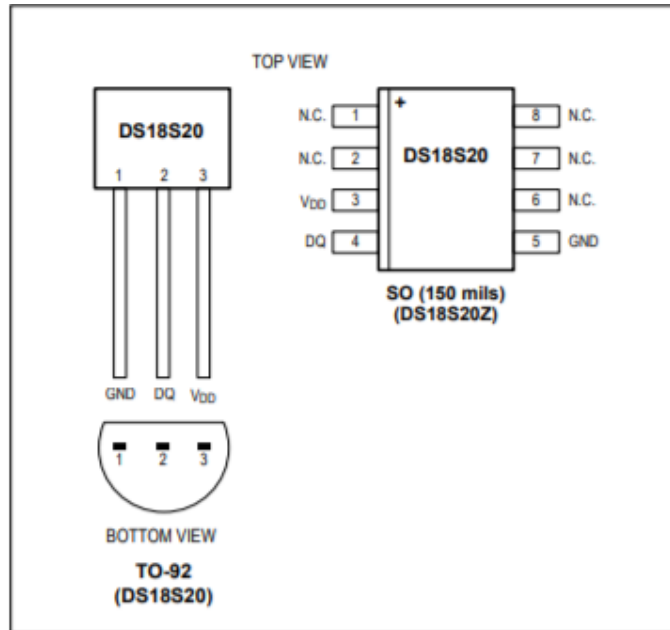 TOP VIEW
DS18S20
1 2 3
GND DQ VDD
1 2 3
BOTTOM VIEW
TO-92
(DS18S20)
+
DS18S20
N.C. 1
N.C. 2
VDD 3
DQ 4
8 N.C.
7 N.C.
6 N.C.
5 GND
SO (150 mils)
(DS18S20Z)